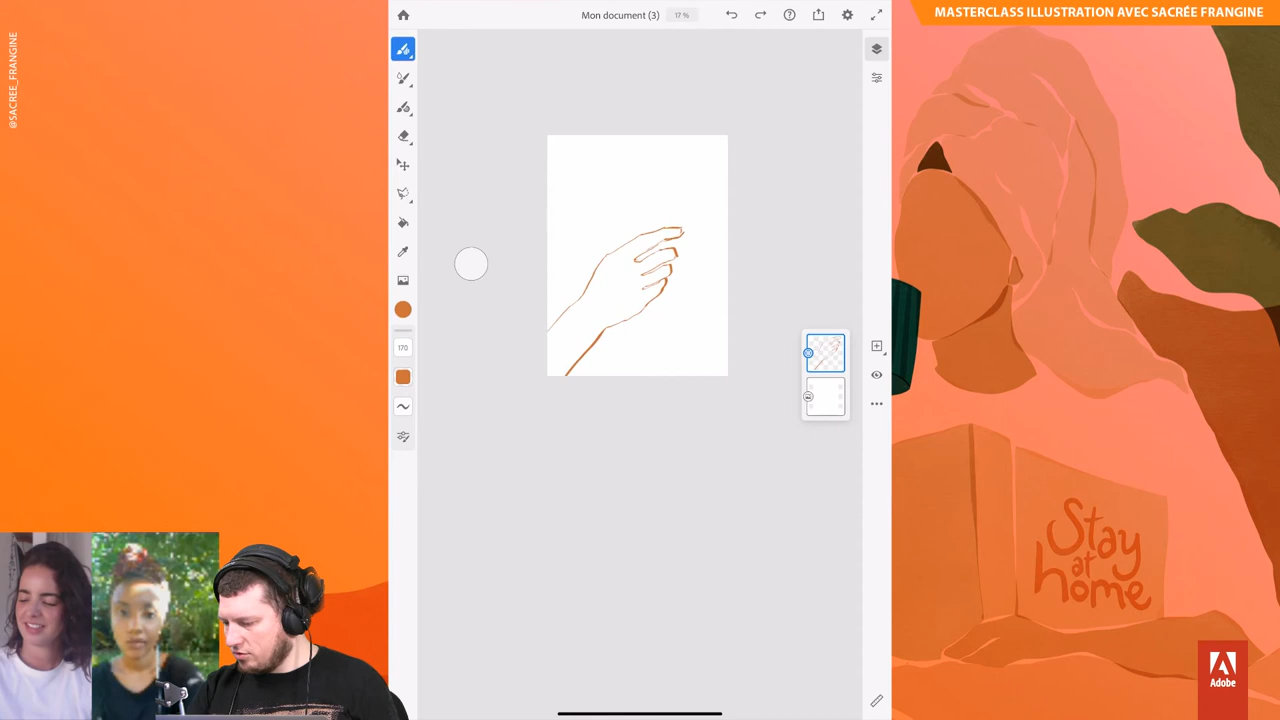 @SACREE_FRANGINE
Mon document (3)
17 %
MASTERCLASS ILLUSTRATION AVEC SACRÉE FRANGINE
170
Stay
at
home
Adobe